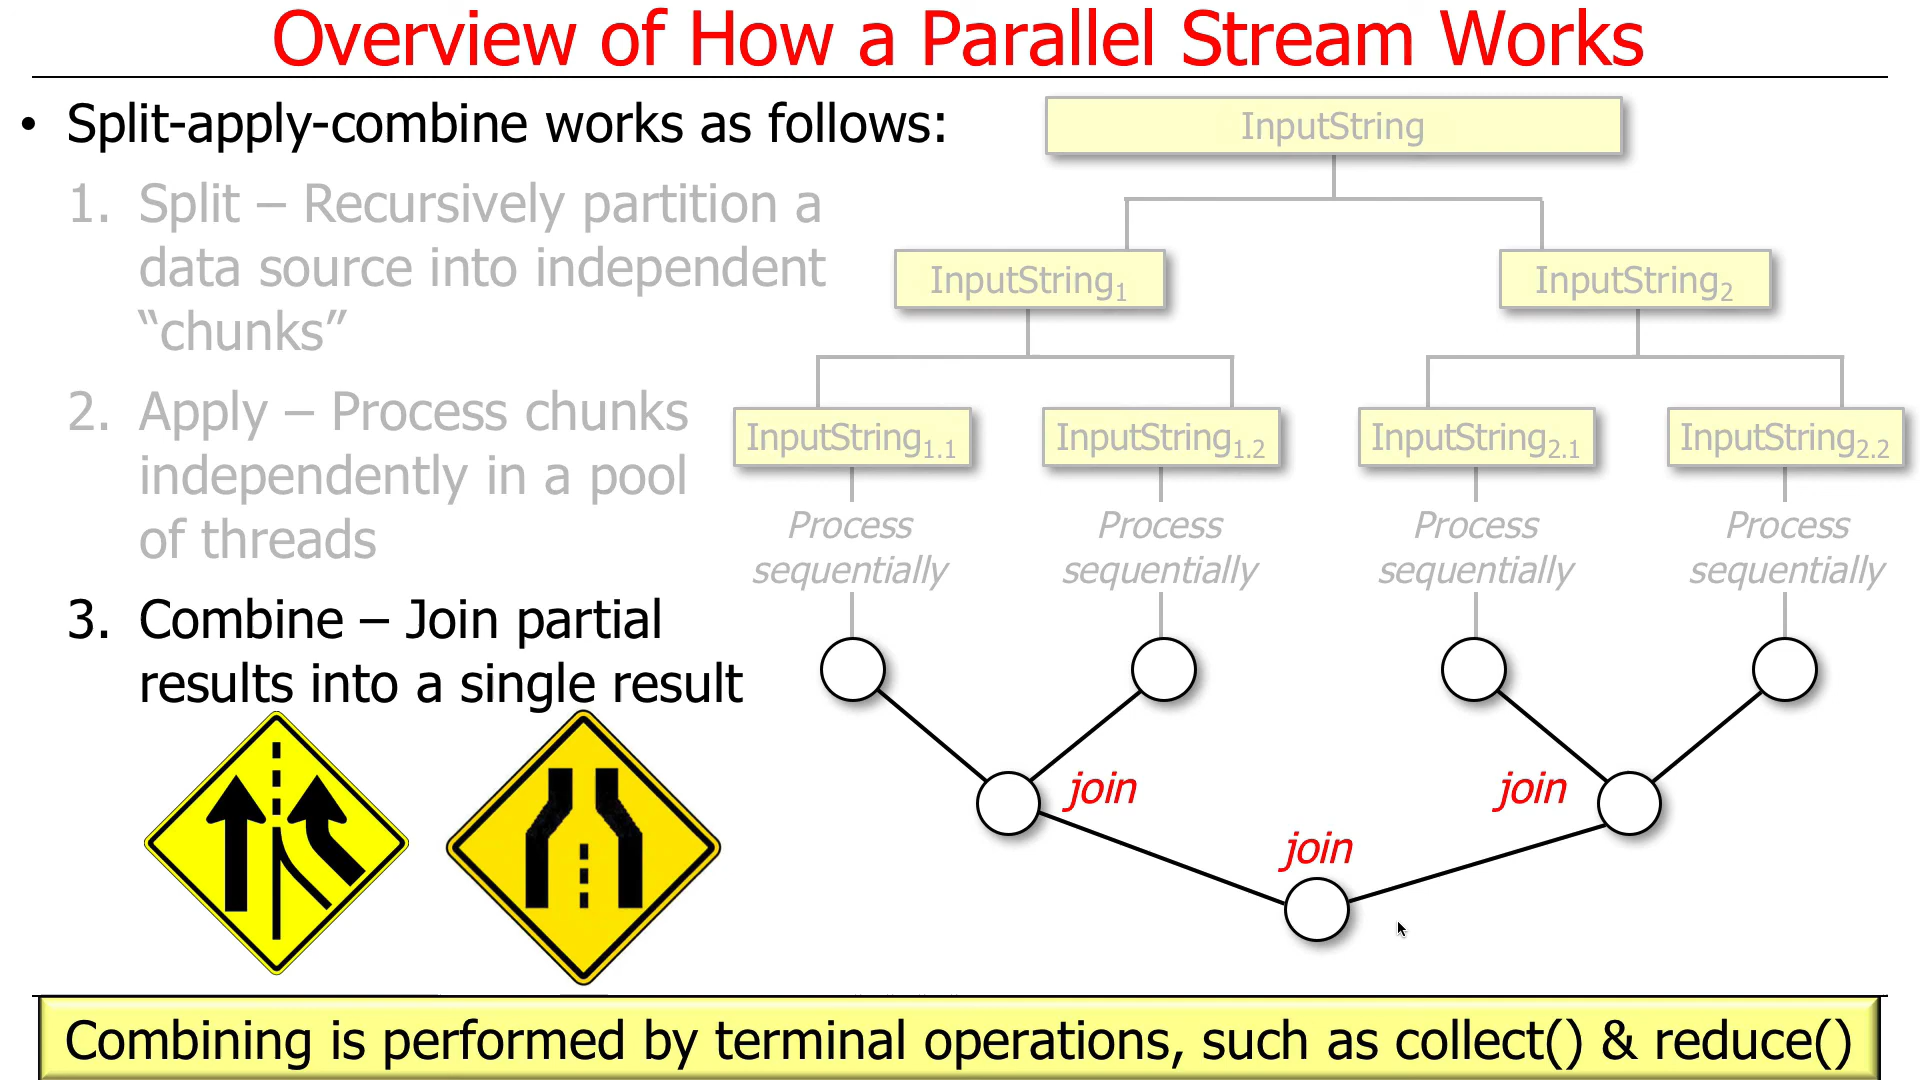 Overview of How a Parallel Stream Works
• Split-apply-combine works as follows:
1. Split – Recursively partition a
data source into independent
“chunks”
2. Apply – Process chunks
independently in a pool
of threads
3. Combine – Join partial
results into a single result
InputString
InputString1 InputString2
InputString1.1 InputString1.2 InputString2.1 InputString2.2
Process Process Process Process
sequentially sequentially sequentially sequentially
join join
join
Combining is performed by terminal operations, such as collect() & reduce()